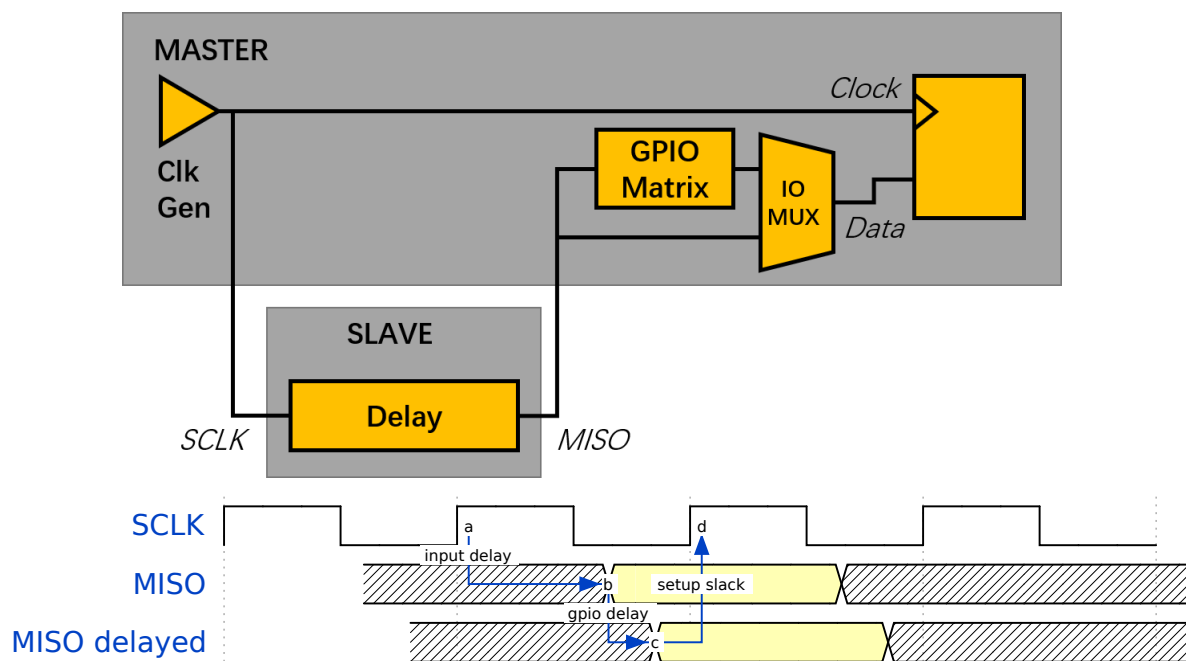 MASTER
Clock
Clk
Gen
GPIO
Matrix
IO
MUX
Data
SLAVE
Delay
SCLK
MISO
SCLK
a
d
input delay
MISO
b
setup slack
gpio delay
MISO delayed
c